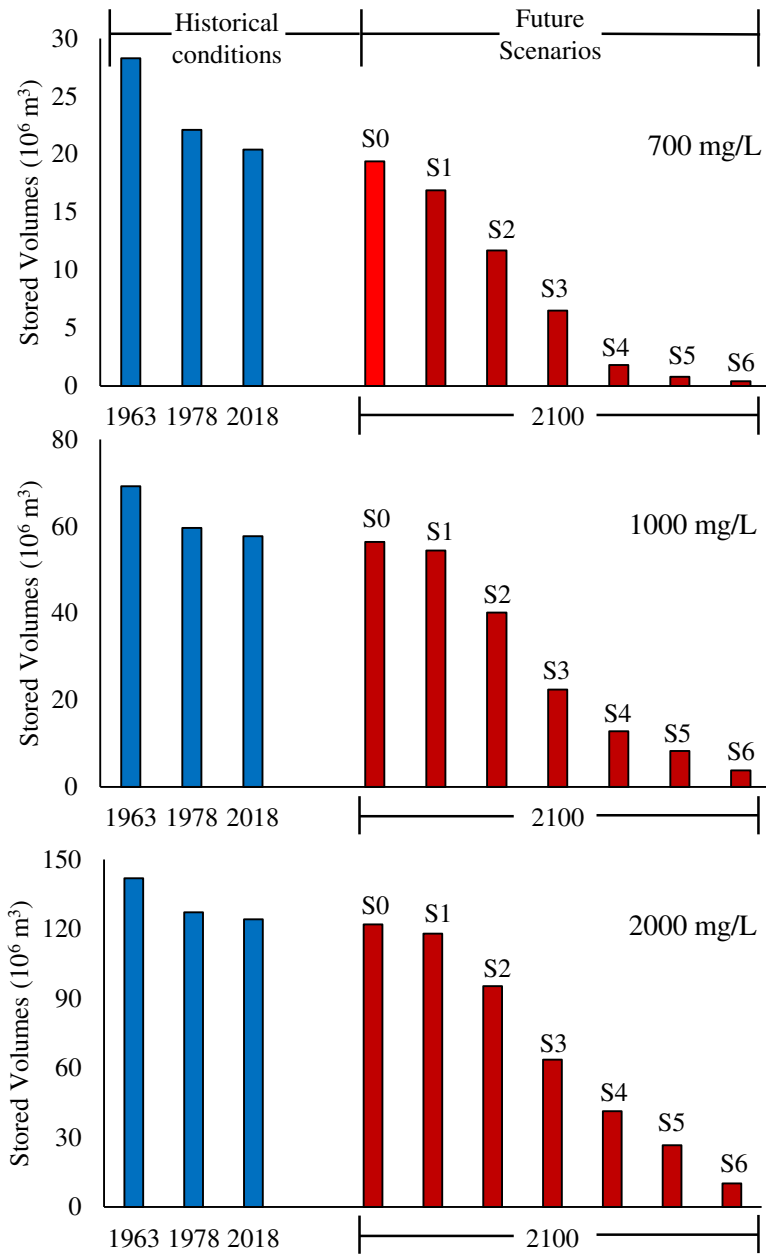 Historical
conditions
Future
Scenarios
Stored Volumes (10⁶ m³)
30
25
20
15
10
5
0
700 mg/L
S0
S1
S2
S3
S4
S5
S6
1963 1978 2018
2100
Stored Volumes (10⁶ m³)
80
60
40
20
0
1000 mg/L
S0
S1
S2
S3
S4
S5
S6
1963 1978 2018
2100
Stored Volumes (10⁶ m³)
150
120
90
60
30
0
2000 mg/L
S0
S1
S2
S3
S4
S5
S6
1963 1978 2018
2100